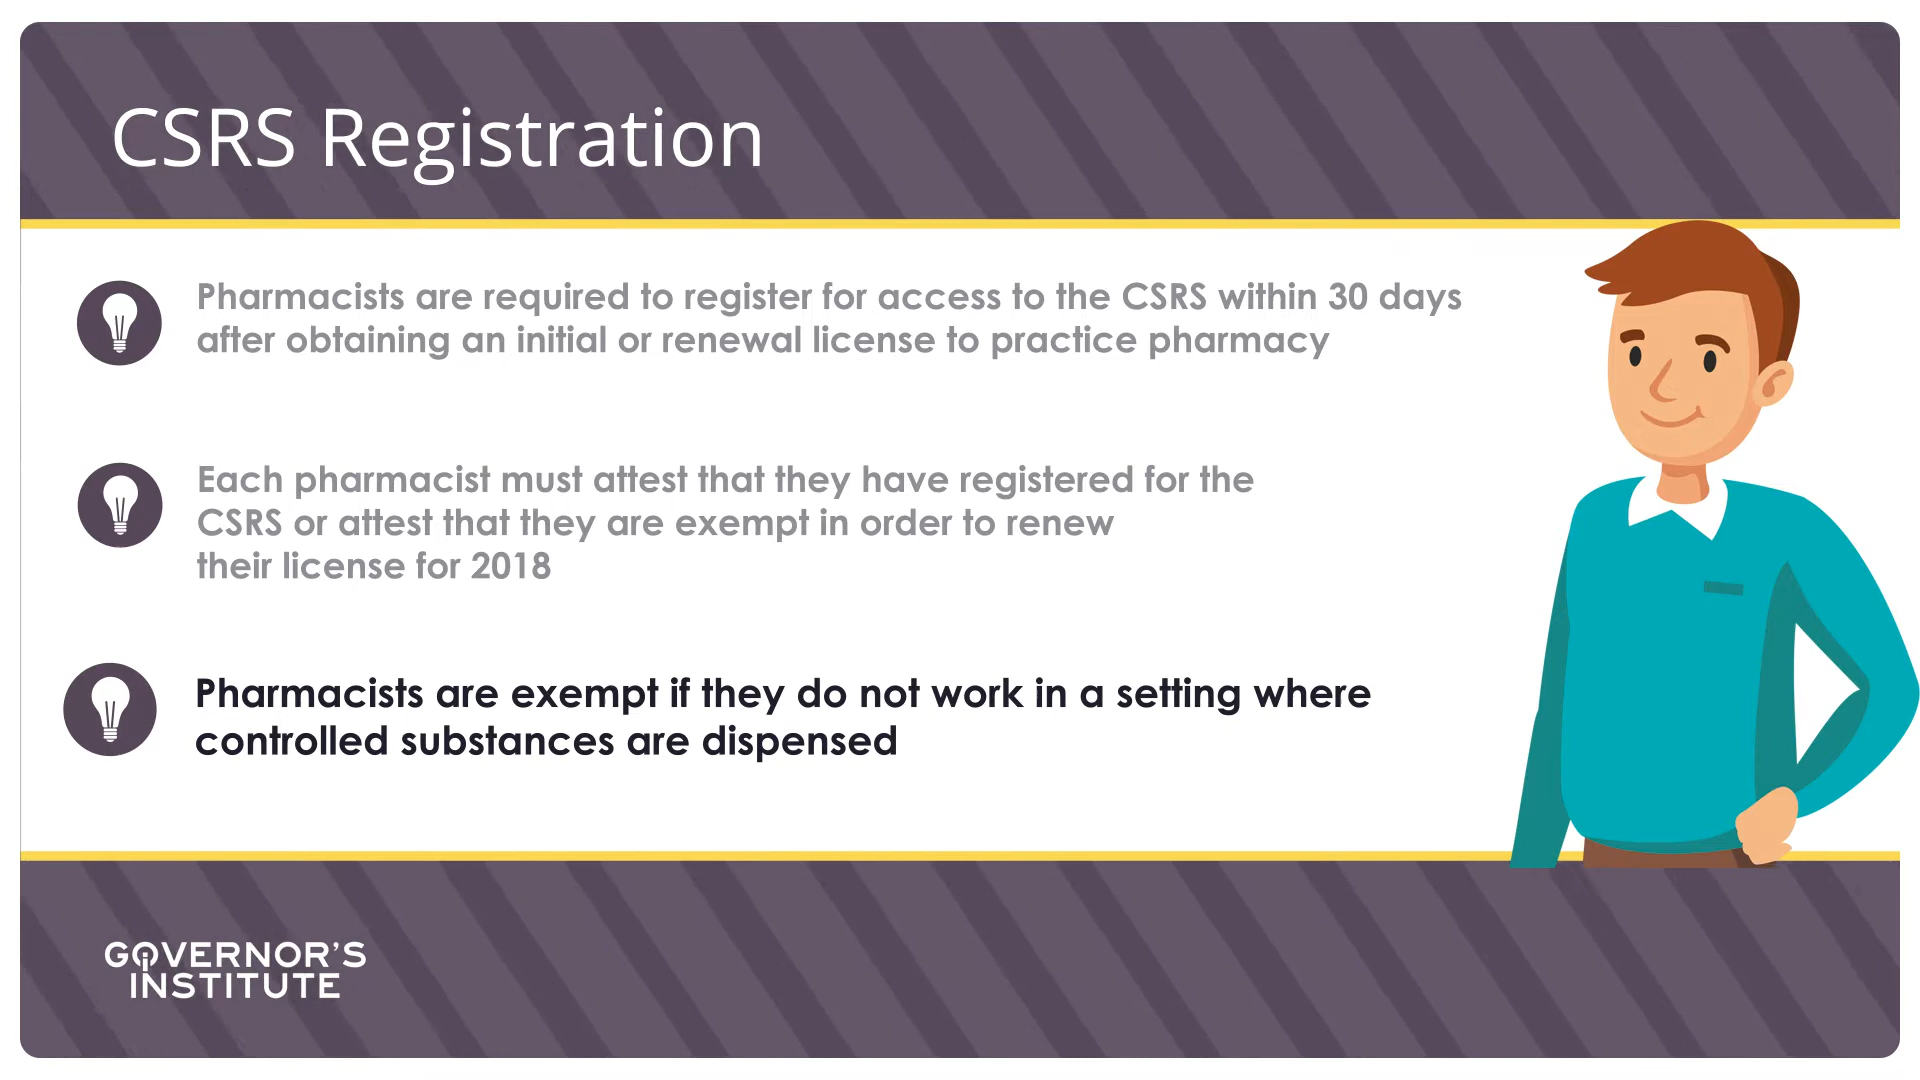 CSRS Registration
Pharmacists are required to register for access to the CSRS within 30 days
after obtaining an initial or renewal license to practice pharmacy
Each pharmacist must attest that they have registered for the
CSRS or attest that they are exempt in order to renew
their license for 2018
Pharmacists are exempt if they do not work in a setting where
controlled substances are dispensed
GOVERNOR'S
INSTITUTE